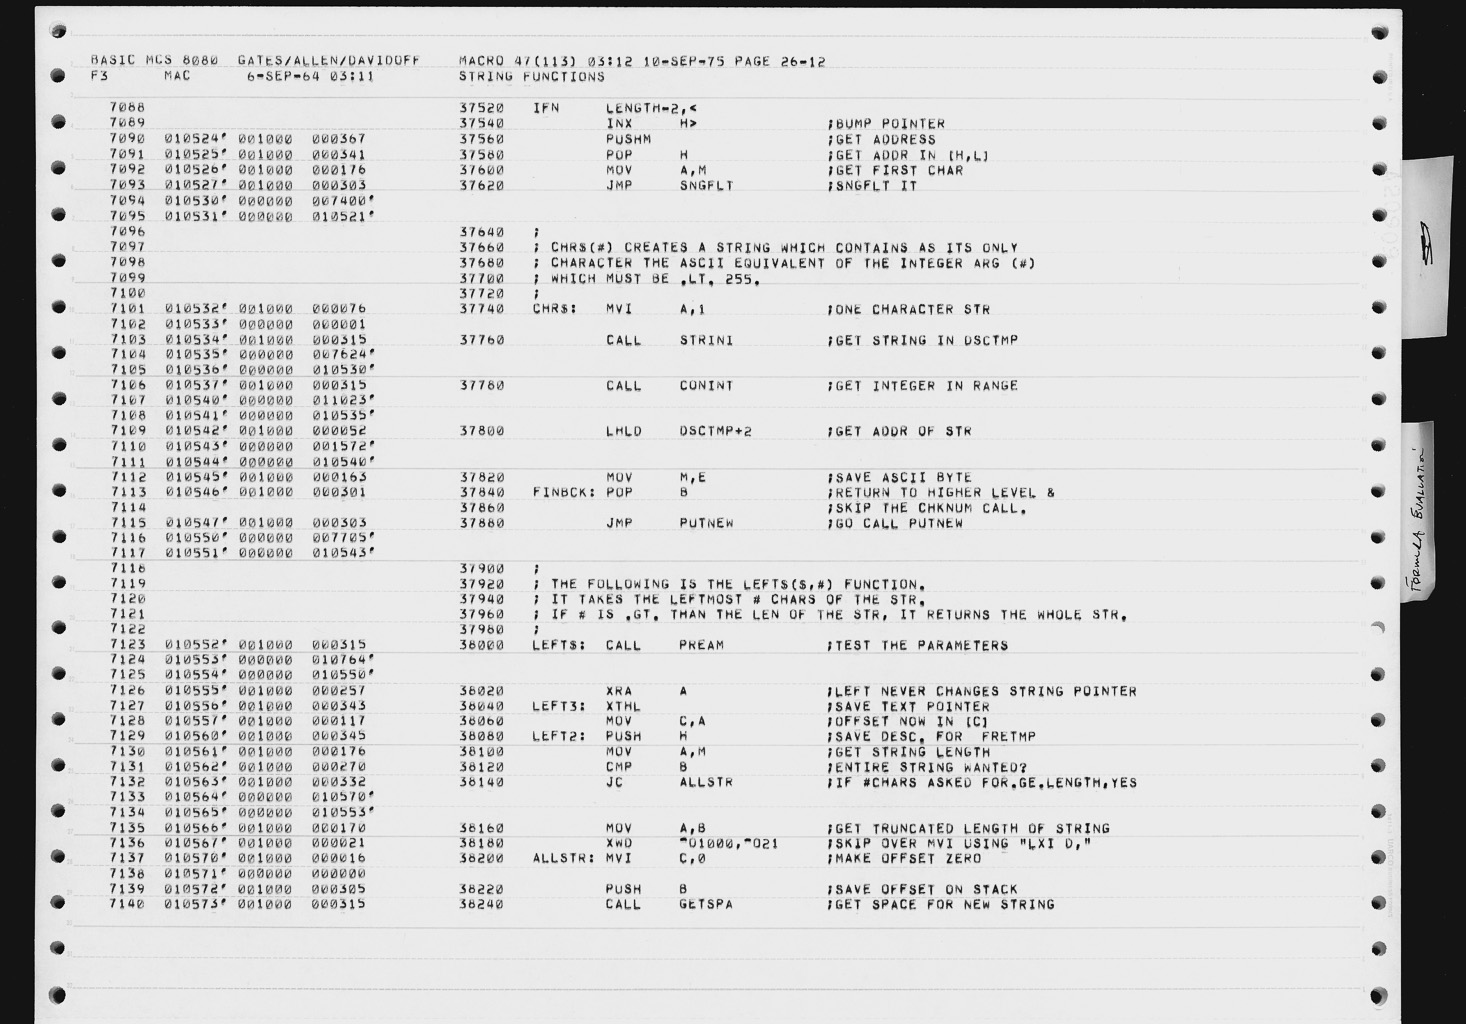 BASIC MCS 8080 GATES/ALLEN/DAVIDOFF MACRO 47(113) 03:12 10-SEP-75 PAGE 26-12
F3 MAC 6-SEP-64 03:11 STRING FUNCTIONS
7088 37520 IFN LENGTH-2,<
7089 37540 INX H> ;BUMP POINTER
7090 010524' 001000 000367 37560 PUSHM ;GET ADDRESS
7091 010525' 001000 000341 37580 POP H ;GET ADDR IN [H,L]
7092 010526' 001000 000176 37600 MOV A,M ;GET FIRST CHAR
7093 010527' 001000 000303 37620 JMP SNGFLT ;SNGFLT IT
7094 010530' 000000 007400'
7095 010531' 000000 010521'
7096 37640 ;
7097 37660 ; CHR$(#) CREATES A STRING WHICH CONTAINS AS ITS ONLY
7098 37680 ; CHARACTER THE ASCII EQUIVALENT OF THE INTEGER ARG (#)
7099 37700 ; WHICH MUST BE .LT. 255.
7100 37720 ;
7101 010532' 001000 000076 37740 CHR$: MVI A,1 ;ONE CHARACTER STR
7102 010533' 000000 000001
7103 010534' 001000 000315 37760 CALL STRINI ;GET STRING IN DSCTMP
7104 010535' 000000 007624'
7105 010536' 000000 010530'
7106 010537' 001000 000315 37780 CALL CONINT ;GET INTEGER IN RANGE
7107 010540' 000000 011023'
7108 010541' 000000 010535'
7109 010542' 001000 000052 37800 LHLD DSCTMP+2 ;GET ADDR OF STR
7110 010543' 000000 001572'
7111 010544' 000000 010540'
7112 010545' 001000 000163 37820 MOV M,E ;SAVE ASCII BYTE
7113 010546' 001000 000301 37840 FINBCK: POP B ;RETURN TO HIGHER LEVEL &
7114 37860 ;SKIP THE CHKNUM CALL.
7115 010547' 001000 000303 37880 JMP PUTNEW ;GO CALL PUTNEW
7116 010550' 000000 007705'
7117 010551' 000000 010543'
7118 37900 ;
7119 37920 ; THE FOLLOWING IS THE LEFT$($,#) FUNCTION.
7120 37940 ; IT TAKES THE LEFTMOST # CHARS OF THE STR.
7121 37960 ; IF # IS .GT. THAN THE LEN OF THE STR, IT RETURNS THE WHOLE STR.
7122 37980 ;
7123 010552' 001000 000315 38000 LEFT$: CALL PREAM ;TEST THE PARAMETERS
7124 010553' 000000 010764'
7125 010554' 000000 010550'
7126 010555' 001000 000257 38020 XRA A ;LEFT NEVER CHANGES STRING POINTER
7127 010556' 001000 000343 38040 LEFT3: XTHL ;SAVE TEXT POINTER
7128 010557' 001000 000117 38060 MOV C,A ;OFFSET NOW IN [C]
7129 010560' 001000 000345 38080 LEFT2: PUSH H ;SAVE DESC. FOR FRETMP
7130 010561' 001000 000176 38100 MOV A,M ;GET STRING LENGTH
7131 010562' 001000 000270 38120 CMP B ;ENTIRE STRING WANTED?
7132 010563' 001000 000332 38140 JC ALLSTR ;IF #CHARS ASKED FOR.GE.LENGTH,YES
7133 010564' 000000 010570'
7134 010565' 000000 010553'
7135 010566' 001000 000170 38160 MOV A,B ;GET TRUNCATED LENGTH OF STRING
7136 010567' 001000 000021 38180 XWD ^O1000,^O21 ;SKIP OVER MVI USING "LXI D,"
7137 010570' 001000 000016 38200 ALLSTR: MVI C,0 ;MAKE OFFSET ZERO
7138 010571' 000000 000000
7139 010572' 001000 000305 38220 PUSH B ;SAVE OFFSET ON STACK
7140 010573' 001000 000315 38240 CALL GETSPA ;GET SPACE FOR NEW STRING
FORMULA EVALUATION